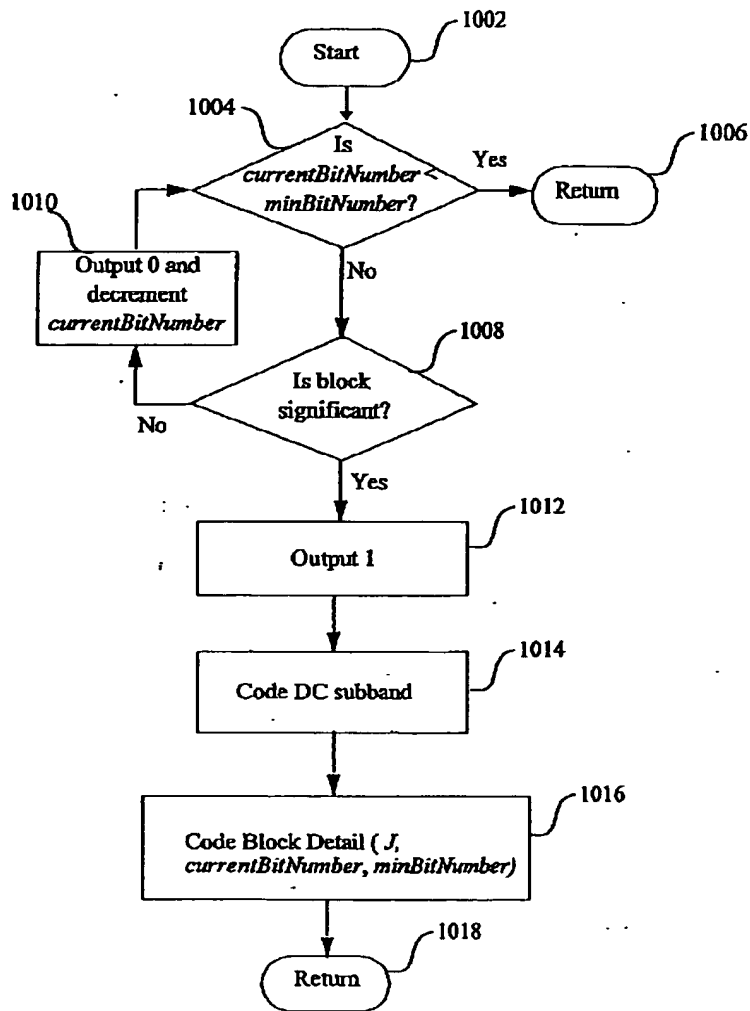 1002
Start
1004
Is
currentBitNumber <
minBitNumber?
Yes
1006
Return
1010
Output 0 and
decrement
currentBitNumber
No
1008
Is block
significant?
No
Yes
1012
Output 1
1014
Code DC subband
1016
Code Block Detail ( J,
currentBitNumber, minBitNumber)
1018
Return